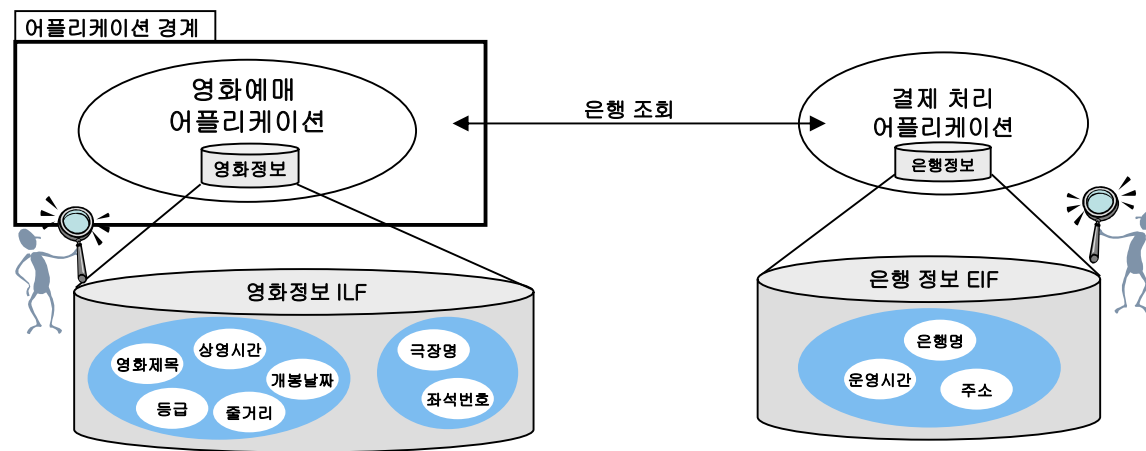 어플리케이션 경계
영화예매
어플리케이션
영화정보
은행 조회
결제 처리
어플리케이션
은행정보
영화정보 ILF
영화제목
상영시간
개봉날짜
등급
줄거리
극장명
좌석번호
은행 정보 EIF
은행명
운영시간
주소